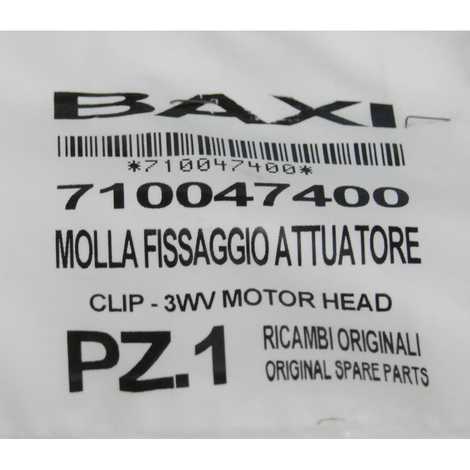 BAXI
*710047400*
710047400
MOLLA FISSAGGIO ATTUATORE
CLIP - 3WV MOTOR HEAD
PZ.1
RICAMBI ORIGINALI
ORIGINAL SPARE PARTS